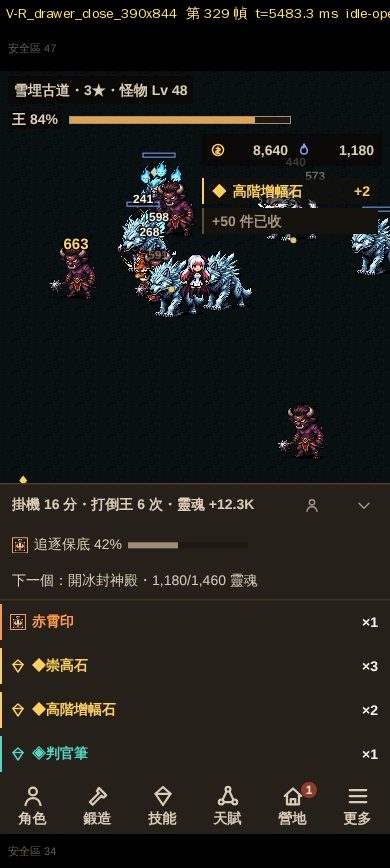 V-R_drawer_dose_390x844 第 329 幀 t=5483.3 ms idle-ope
安全區 47
雪埋古道・3★・怪物 Lv 48
王 84%
8,640 1,180
440
573
◆ 高階增幅石 +2
+50 件已收
241
598
268
663
掛機 16 分・打倒王 6 次・靈魂 +12.3K
追逐保底 42%
下一個：開冰封神殿・1,180/1,460 靈魂
赤霄印 ×1
◆崇高石 ×3
◆高階增幅石 ×2
◈判官筆 ×1
1
角色 鍛造 技能 天賦 營地 更多
安全區 34